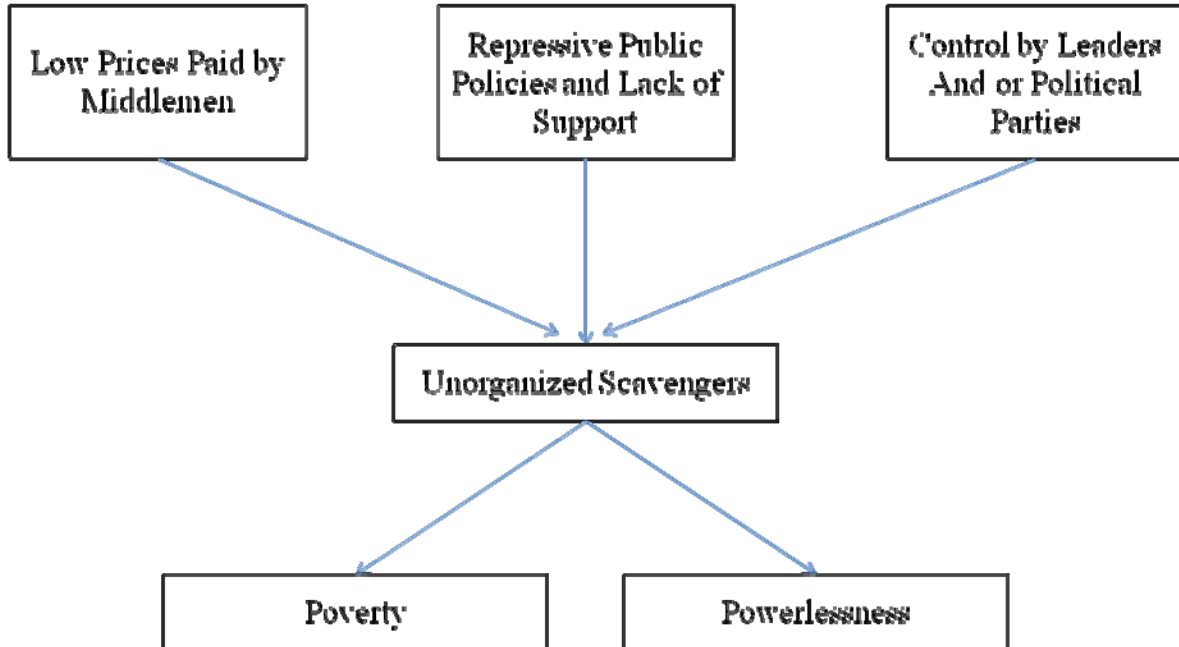 Low Prices Paid by
Middlemen
Repressive Public
Policies and Lack of
Support
Control by Leaders
And or Political
Parties
Unorganized Scavengers
Poverty
Powerlessness